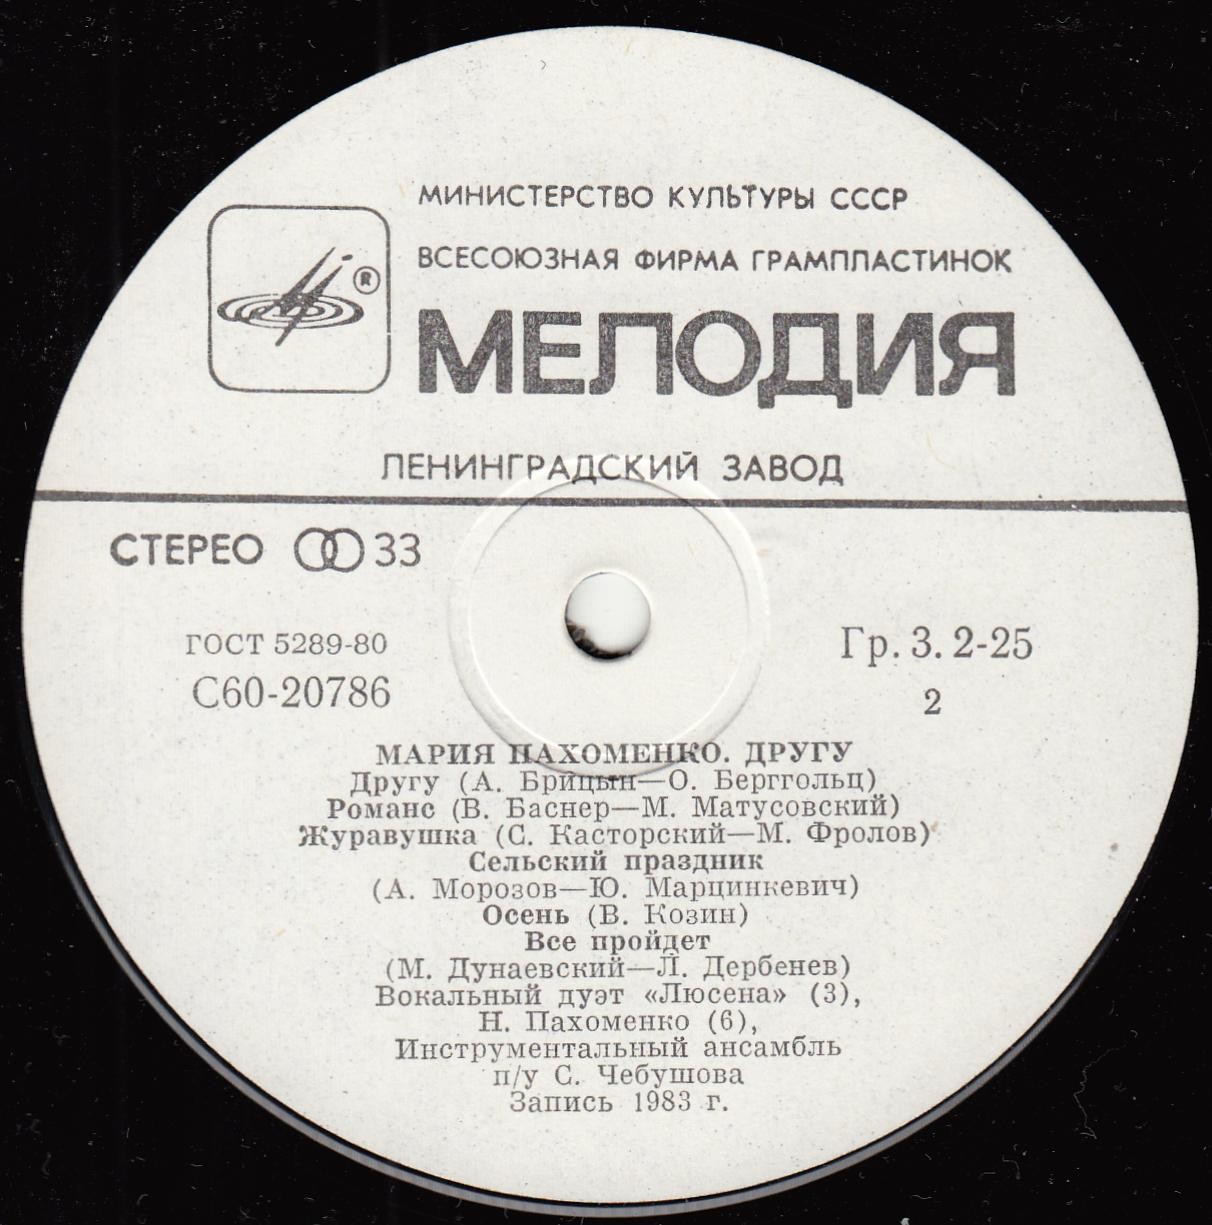 МИНИСТЕРСТВО КУЛЬТУРЫ СССР
ВСЕСОЮЗНАЯ ФИРМА ГРАМПЛАСТИНОК
®
МЕЛОДИЯ
ЛЕНИНГРАДСКИЙ ЗАВОД
СТЕРЕО 33
ГОСТ 5289-80
С60-20786
Гр. 3. 2-25
2
МАРИЯ ПАХОМЕНКО. ДРУГУ
Другу (А. Брицын—О. Берггольц)
Романс (В. Баснер—М. Матусовский)
Журавушка (С. Касторский—М. Фролов)
Сельский праздник
(А. Морозов—Ю. Марцинкевич)
Осень (В. Козин)
Все пройдет
(М. Дунаевский—Л. Дербенев)
Вокальный дуэт «Люсена» (3),
Н. Пахоменко (6),
Инструментальный ансамбль
п/у С. Чебушова
Запись 1983 г.